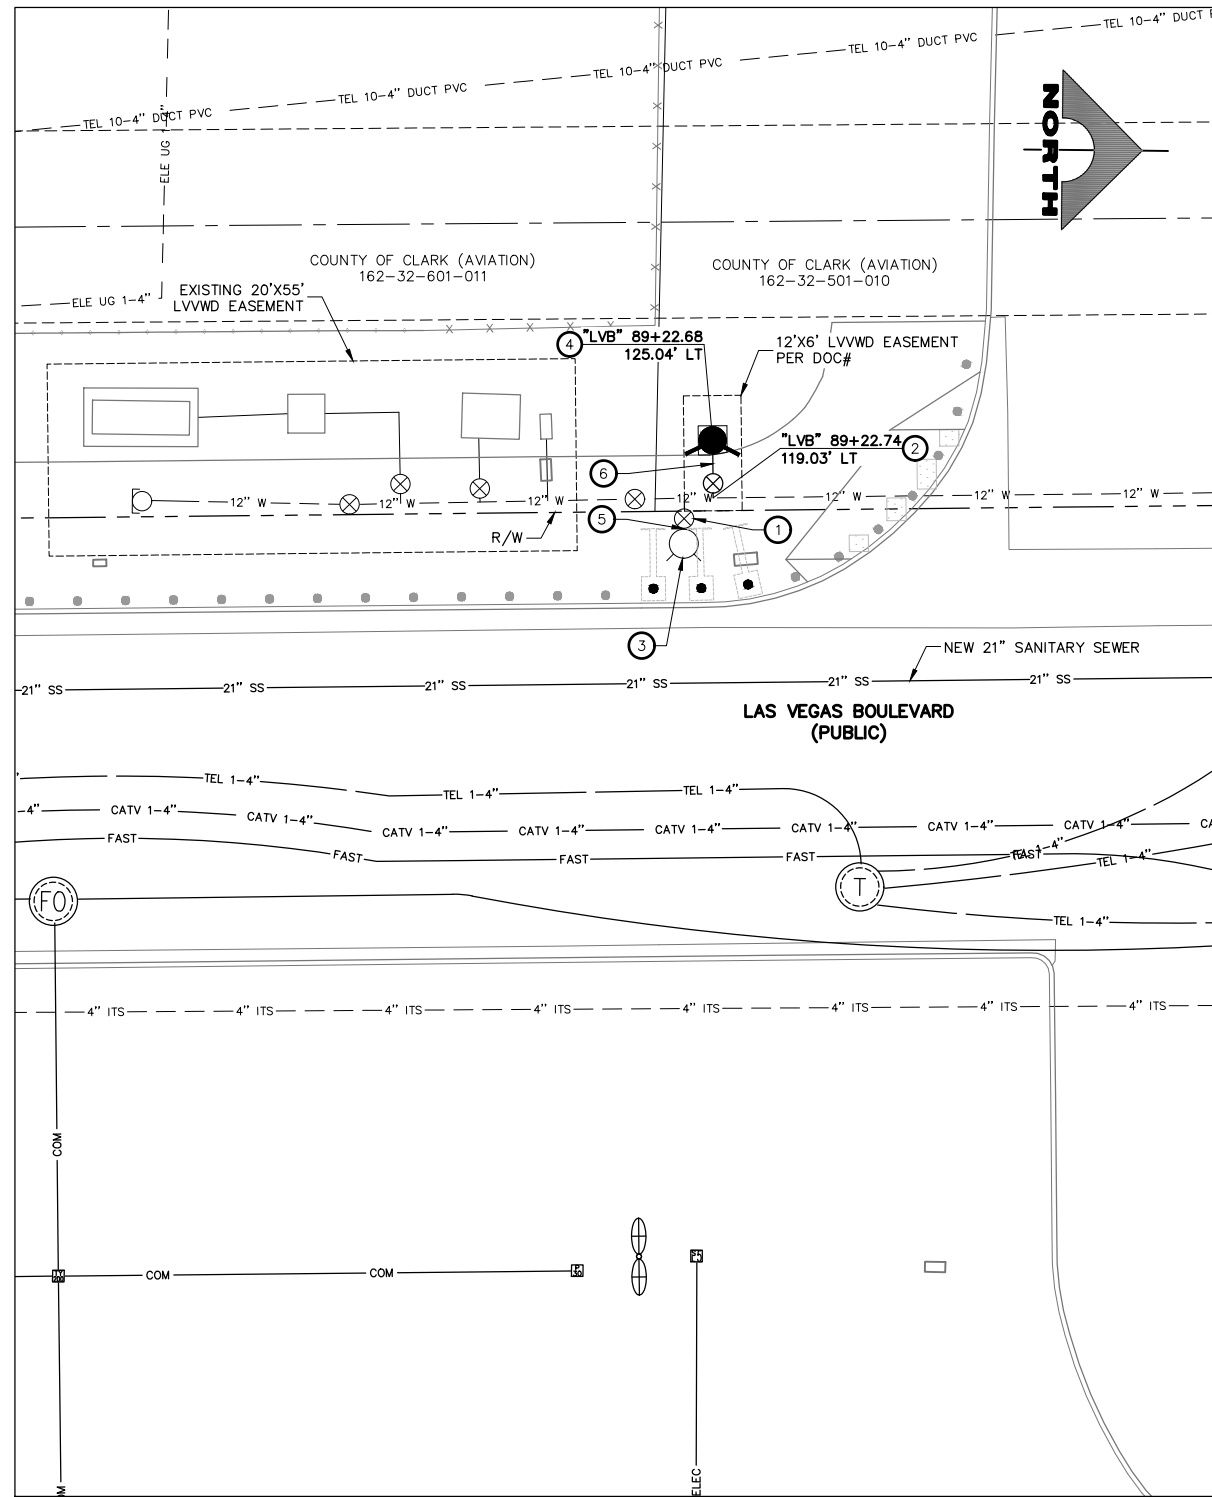 TEL 10-4" DUCT PVC
TEL 10-4" DUCT PVC
TEL 10-4" DUCT PVC
TEL 10-4" DUCT PVC
TEL 10-4" DUCT
NORTH
ELE UG 1-4"
COUNTY OF CLARK (AVIATION)
162-32-601-011
COUNTY OF CLARK (AVIATION)
162-32-501-010
ELE UG 1-4"
EXISTING 20'X55'
LVVWD EASEMENT
4
"LVB" 89+22.68
125.04' LT
12'X6' LVVWD EASEMENT
PER DOC#
"LVB" 89+22.74
119.03' LT
2
6
12" W
12" W
12" W
12" W
12" W
12" W
12" W
R/W
5
1
3
NEW 21" SANITARY SEWER
21" SS
21" SS
21" SS
21" SS
21" SS
21" SS
LAS VEGAS BOULEVARD
(PUBLIC)
TEL 1-4"
TEL 1-4"
TEL 1-4"
-4"
CATV 1-4"
CATV 1-4"
CATV 1-4"
CATV 1-4"
CATV 1-4"
CATV 1-4"
CATV 1-4"
CATV 1-4"
CA
FAST
FAST
FAST
FAST
FAST
TEL 1-4"
TEL 1-4"
FO
T
TEL 1-4"
4" ITS
4" ITS
4" ITS
4" ITS
4" ITS
4" ITS
4" ITS
4" ITS
COM
COM
COM
P
30
ELEC
OM